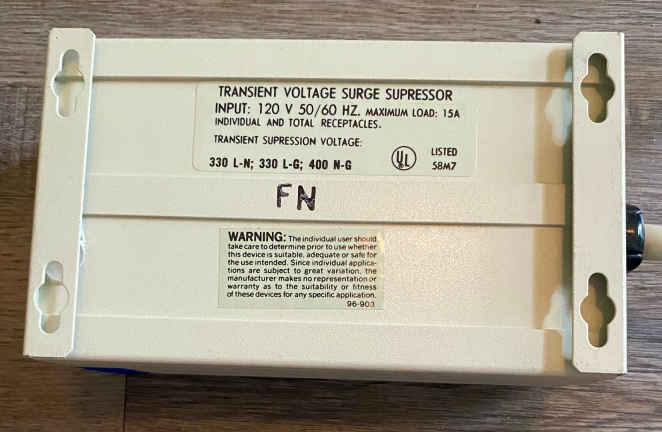 TRANSIENT VOLTAGE SURGE SUPRESSOR
INPUT: 120 V 50/60 HZ. MAXIMUM LOAD: 15A
INDIVIDUAL AND TOTAL RECEPTACLES.
TRANSIENT SUPRESSION VOLTAGE:
330 L-N; 330 L-G; 400 N-G
UL
LISTED
58M7
FN
WARNING: The individual user should
take care to determine prior to use whether
this device is suitable, adequate or safe for
the use intended. Since individual applica-
tions are subject to great variation, the
manufacturer makes no representation or
warranty as to the suitability or fitness
of these devices for any specific application.
96-903